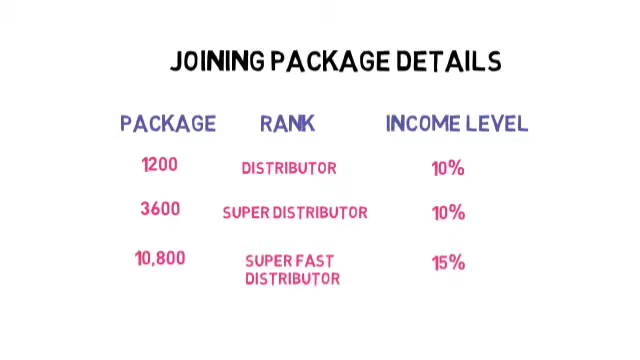 JOINING PACKAGE DETAILS
PACKAGE RANK INCOME LEVEL
1200 DISTRIBUTOR 10%
3600 SUPER DISTRIBUTOR 10%
10,800 SUPER FAST DISTRIBUTOR 15%